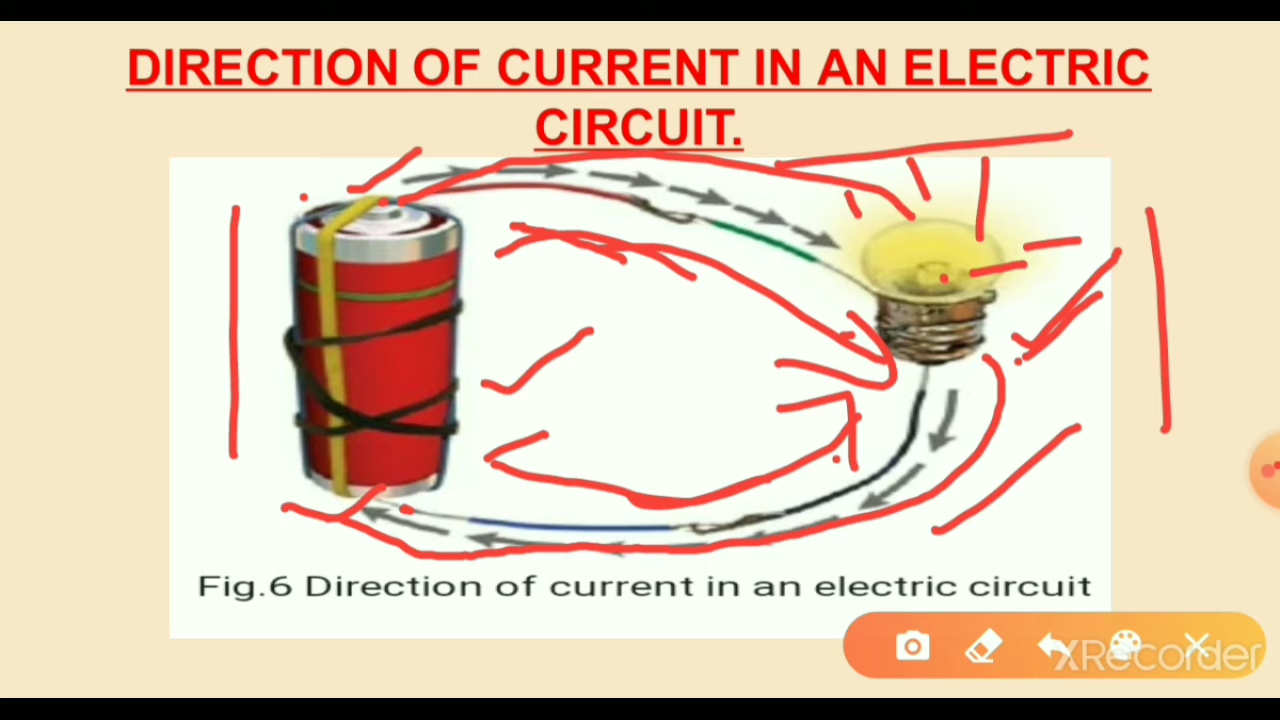 DIRECTION OF CURRENT IN AN ELECTRIC
CIRCUIT.
Fig.6 Direction of current in an electric circuit
XRecorder